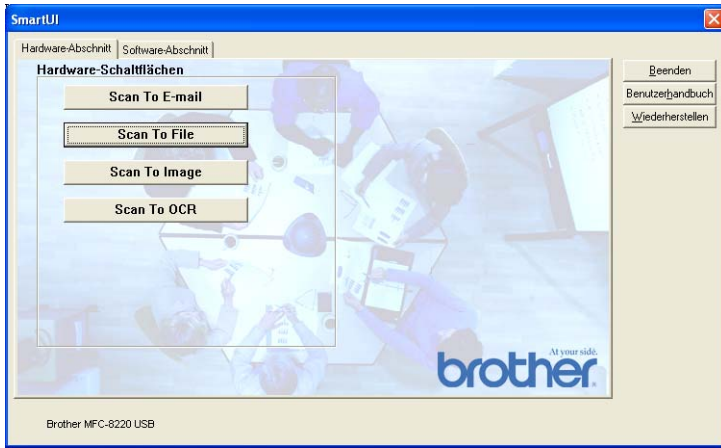 SmartUI
Hardware-Abschnitt Software-Abschnitt
Hardware-Schaltflächen
Scan To E-mail
Scan To File
Scan To Image
Scan To OCR
Beenden
Benutzerhandbuch
Wiederherstellen
At your side.
brother
Brother MFC-8220 USB